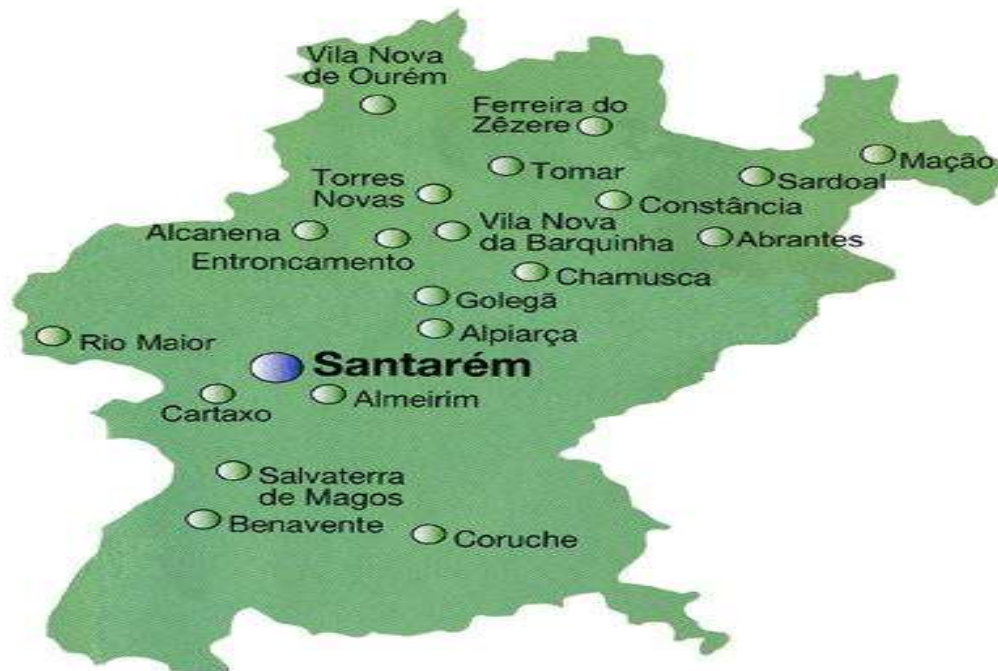 Vila Nova
de Ourém
Ferreira do
Zêzere
Tomar
Mação
Sardoal
Torres
Novas
Constância
Alcanena
Vila Nova
da Barquinha
Abrantes
Entroncamento
Chamusca
Golegã
Alpiarça
Rio Maior
Santarém
Cartaxo
Almeirim
Salvaterra
de Magos
Benavente
Coruche